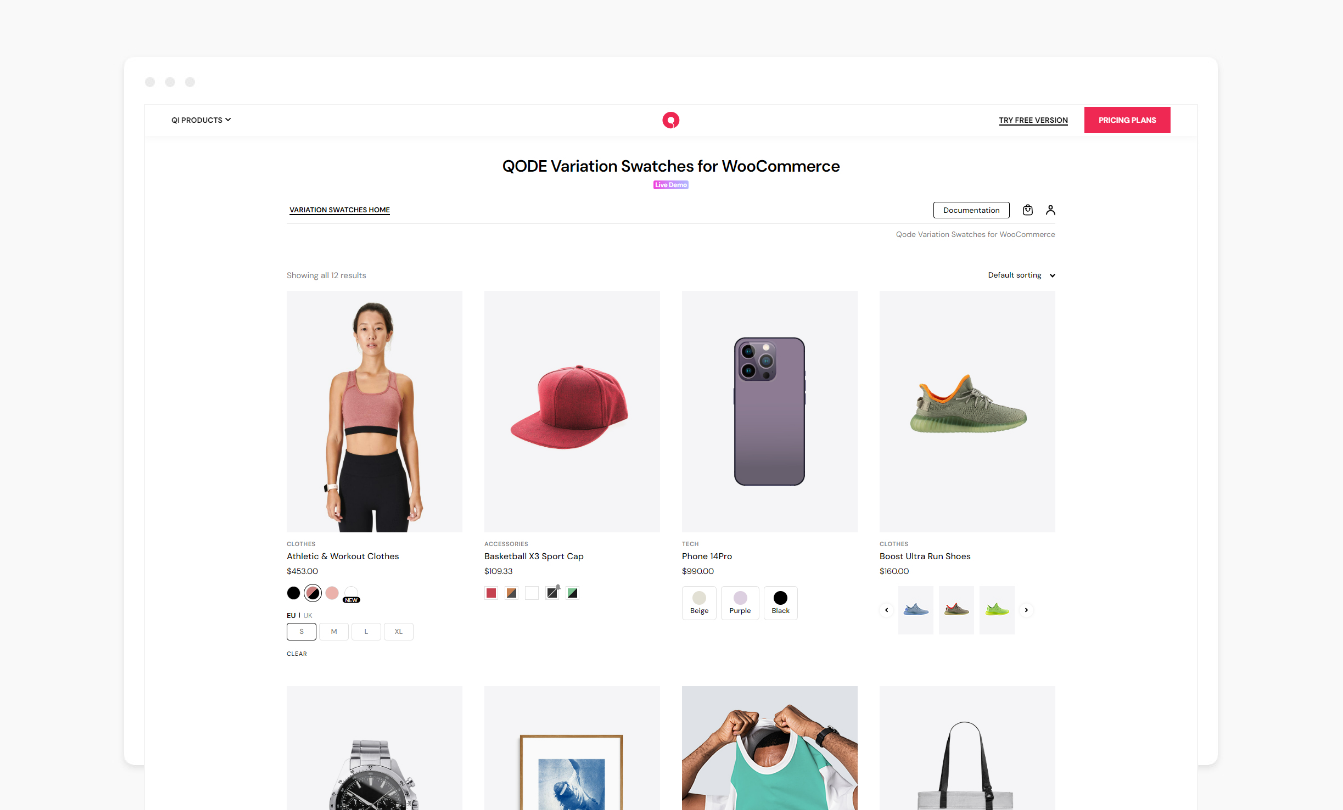 QI PRODUCTS
TRY FREE VERSION
PRICING PLANS
QODE Variation Swatches for WooCommerce
Live Demo
VARIATION SWATCHES HOME
Documentation
Qode Variation Swatches for WooCommerce
Showing all 12 results
Default sorting
CLOTHES
Athletic & Workout Clothes
$453.00
NEW
EU | UK
S M L XL
CLEAR
ACCESSORIES
Basketball X3 Sport Cap
$109.33
TECH
Phone 14Pro
$990.00
Beige Purple Black
CLOTHES
Boost Ultra Run Shoes
$160.00